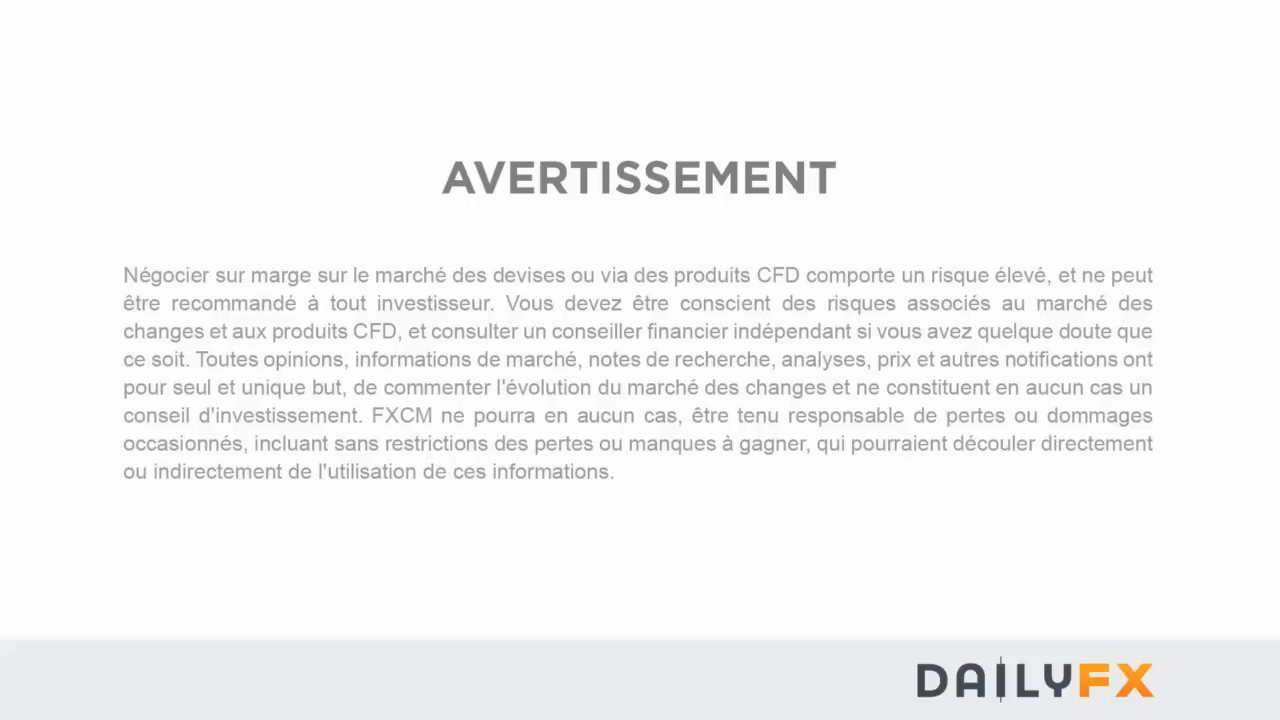 AVERTISSEMENT
Négocier sur marge sur le marché des devises ou via des produits CFD comporte un risque élevé, et ne peut
être recommandé à tout investisseur. Vous devez être conscient des risques associés au marché des
changes et aux produits CFD, et consulter un conseiller financier indépendant si vous avez quelque doute que
ce soit. Toutes opinions, informations de marché, notes de recherche, analyses, prix et autres notifications ont
pour seul et unique but, de commenter l'évolution du marché des changes et ne constituent en aucun cas un
conseil d'investissement. FXCM ne pourra en aucun cas, être tenu responsable de pertes ou dommages
occasionnés, incluant sans restrictions des pertes ou manques à gagner, qui pourraient découler directement
ou indirectement de l'utilisation de ces informations.
DAILYFX